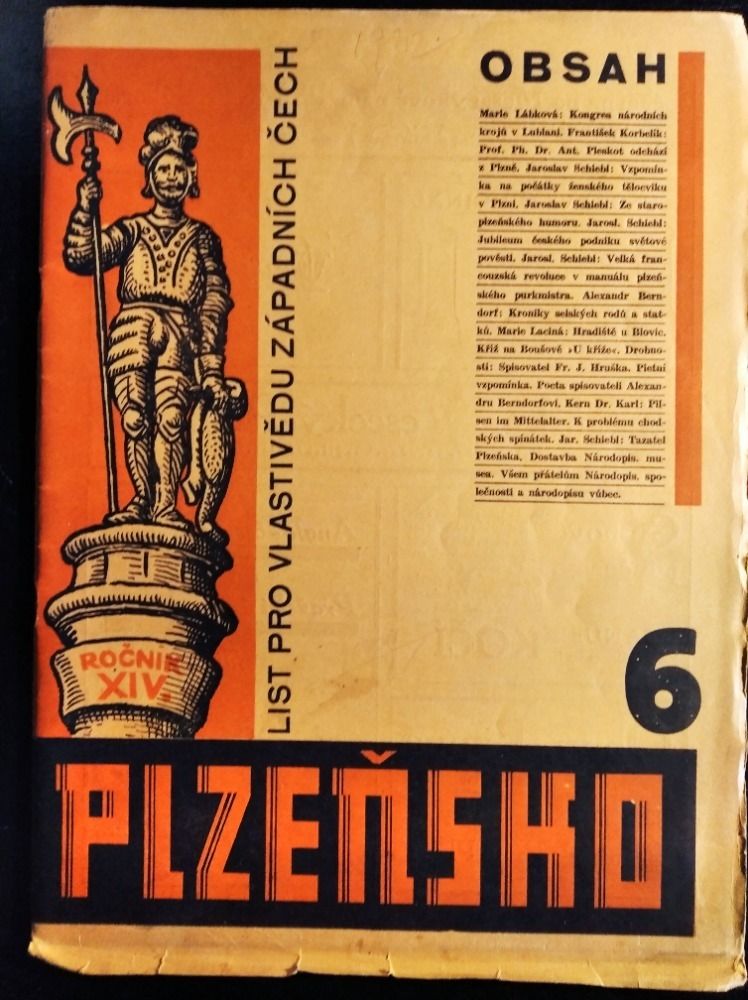 1932
OBSAH
Marie Lábková: Kongres národních
krojů v Lublani. František Korbelík:
Prof. Ph. Dr. Ant. Pleskot odchází
z Plzně. Jaroslav Schiebl: Vzpomín-
ka na počátky ženského tělocviku
v Plzni. Jaroslav Schiebl: Ze staro-
plzeňského humoru. Jarosl. Schiebl:
Jubileum českého podniku světové
pověsti. Jarosl. Schiebl: Velká fran-
couzská revoluce v manuálu plzeň-
ského purkmistra. Alexandr Bern-
dorf: Kroniky selských rodů a stat-
ků. Marie Laciná: Hradiště u Blovic.
Kříž na Boušově »U kříže«. Drobno-
sti: Spisovatel Fr. J. Hruška. Pietní
vzpomínka. Pocta spisovateli Alexan-
dru Berndorfovi. Kern Dr. Karl: Pil-
sen im Mittelalter. K problému chod-
ských spinátek. Jar. Schiebl: Tazatel
Plzeňska. Dostavba Národopis. mu-
sea. Všem přátelům Národopis. spo-
lečnosti a národopisu vůbec.
LIST PRO VLASTIVĚDU ZÁPADNÍCH ČECH
ROČNÍK
XIV.
6
PLZEŇSKO